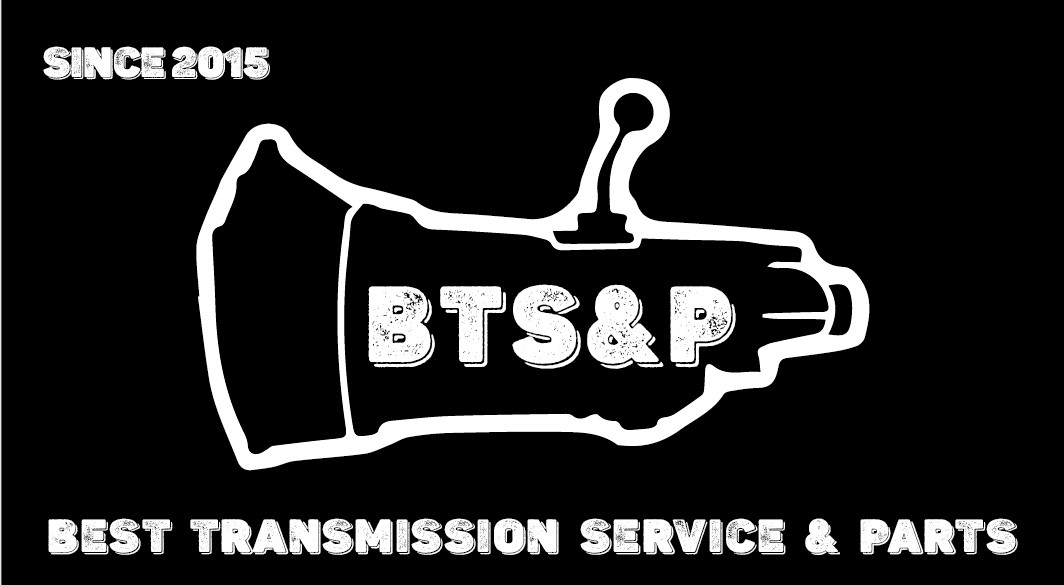 SINCE 2015
BTS&P
BEST TRANSMISSION SERVICE & PARTS